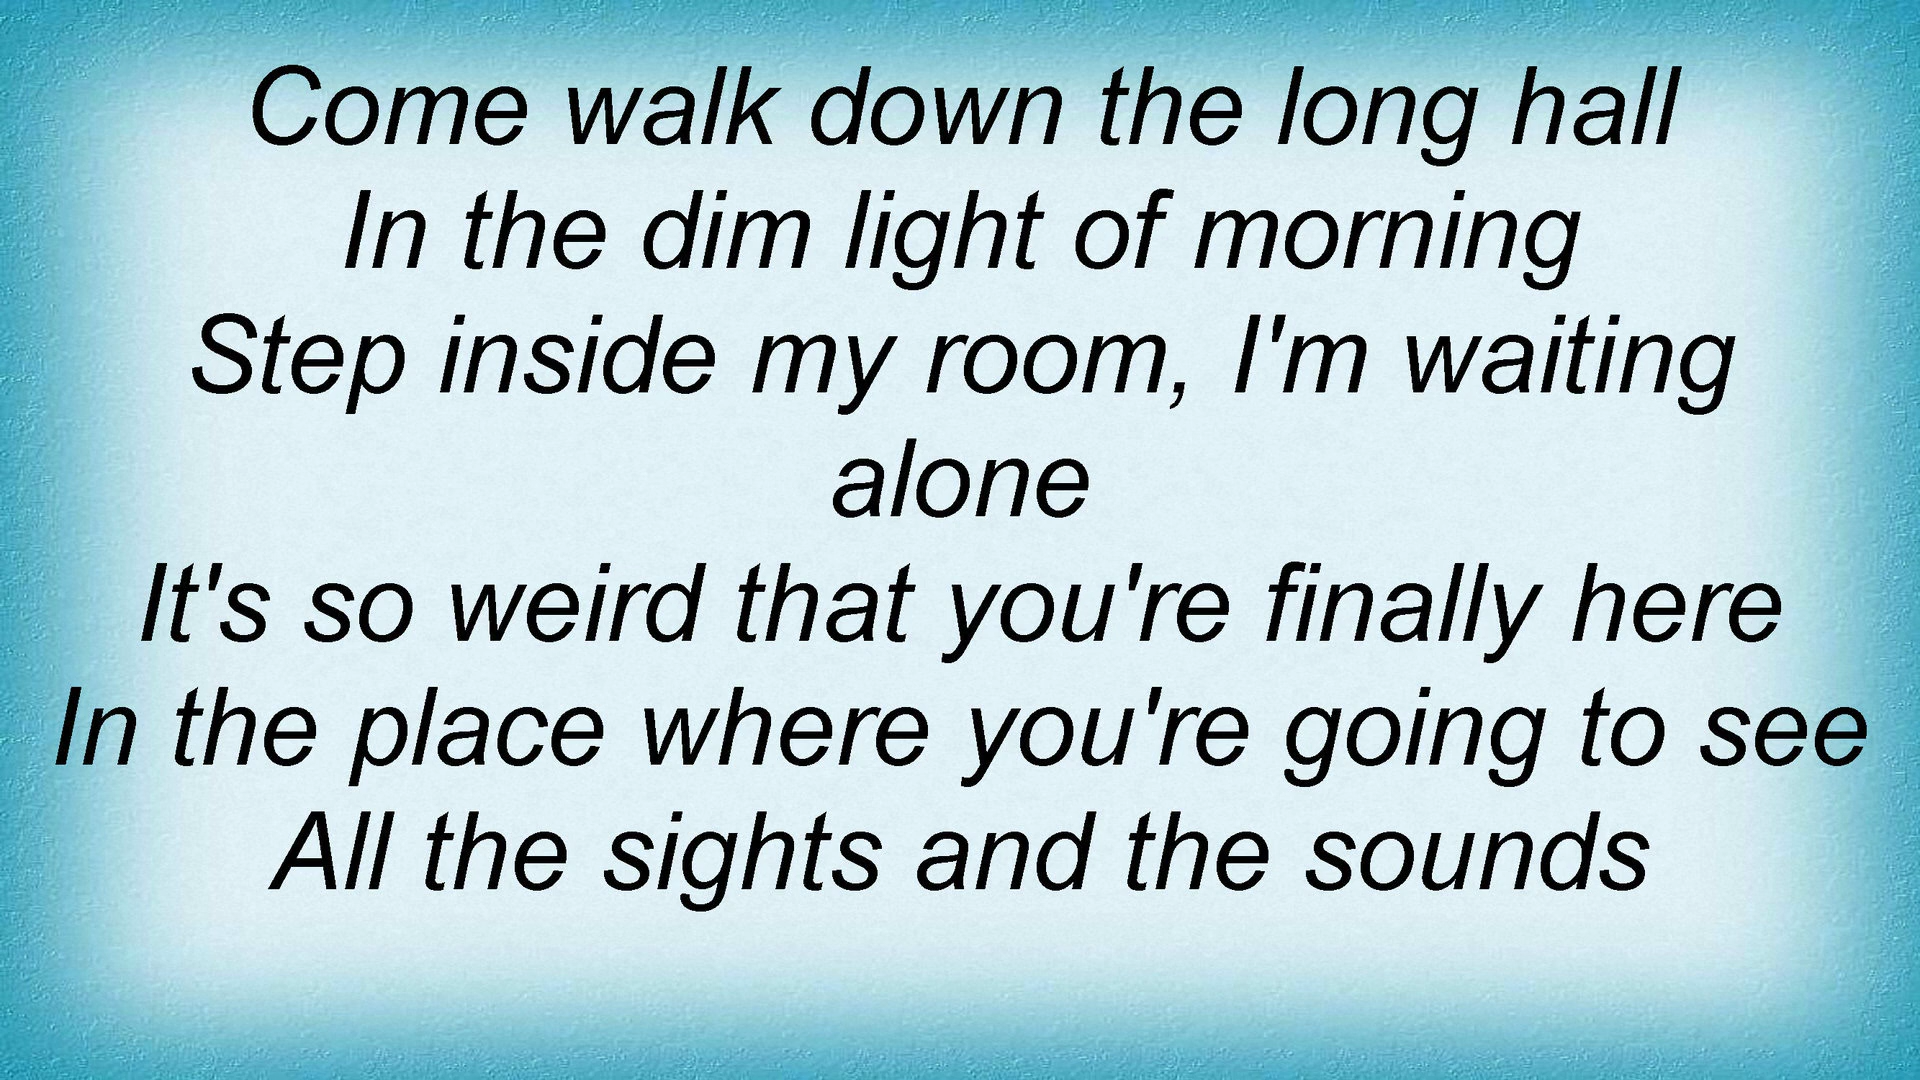 Come walk down the long hall
In the dim light of morning
Step inside my room, I'm waiting
alone
It's so weird that you're finally here
In the place where you're going to see
All the sights and the sounds